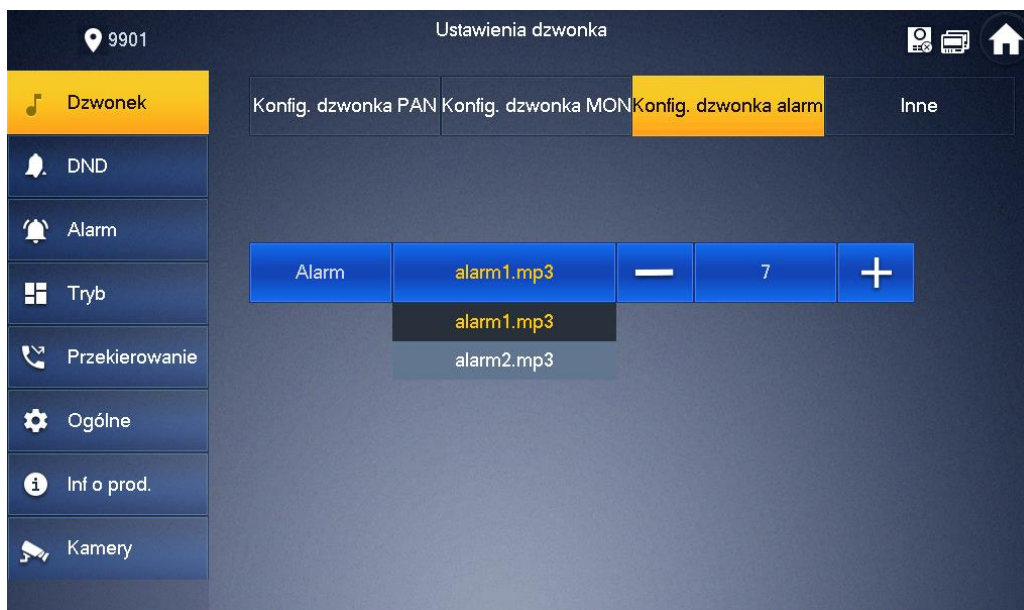 9901
Ustawienia dzwonka
Dzwonek
Konfig. dzwonka PAN
Konfig. dzwonka MON
Konfig. dzwonka alarm
Inne
DND
Alarm
Tryb
Przekierowanie
Ogólne
Inf o prod.
Kamery
Alarm
alarm1.mp3
7
alarm1.mp3
alarm2.mp3